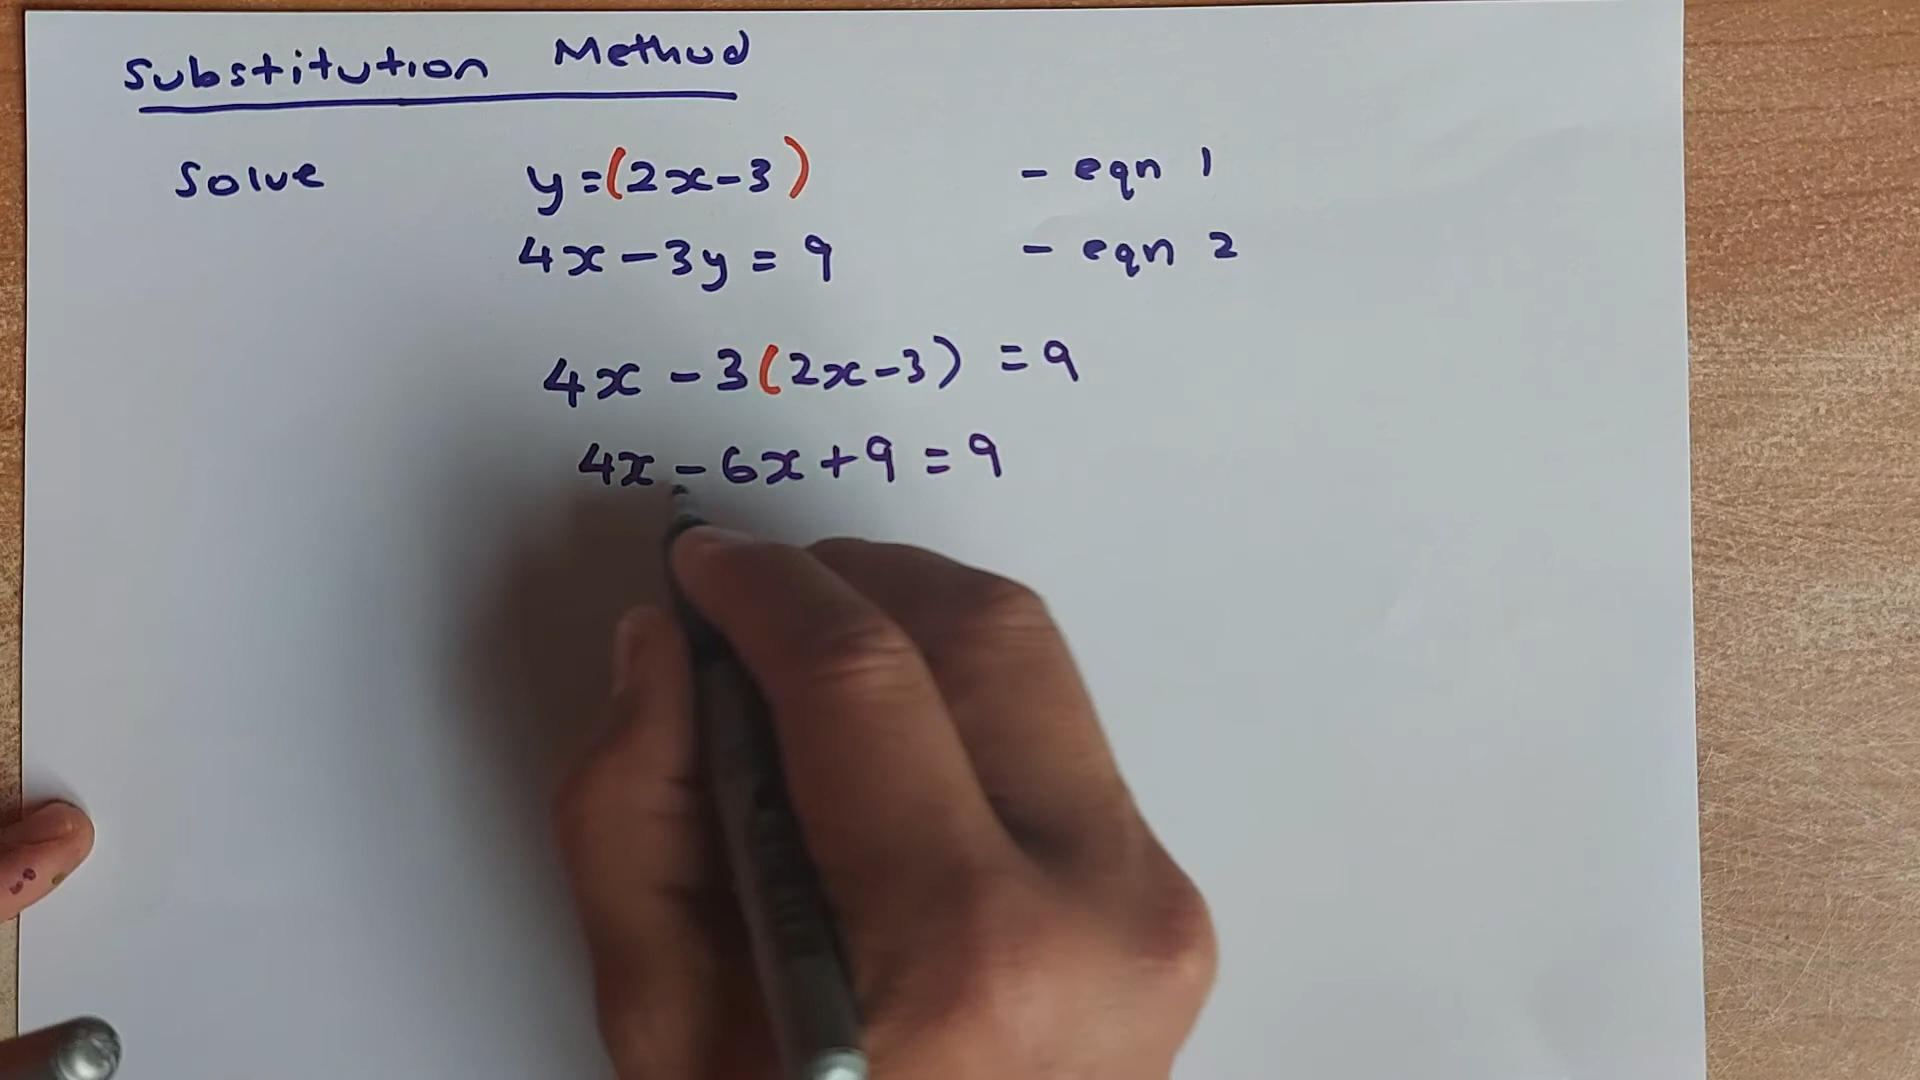 Substitution Method
Solve y=(2x-3) - eqn 1
4x-3y=9 - eqn 2
4x-3(2x-3)=9
4x-6x+9=9